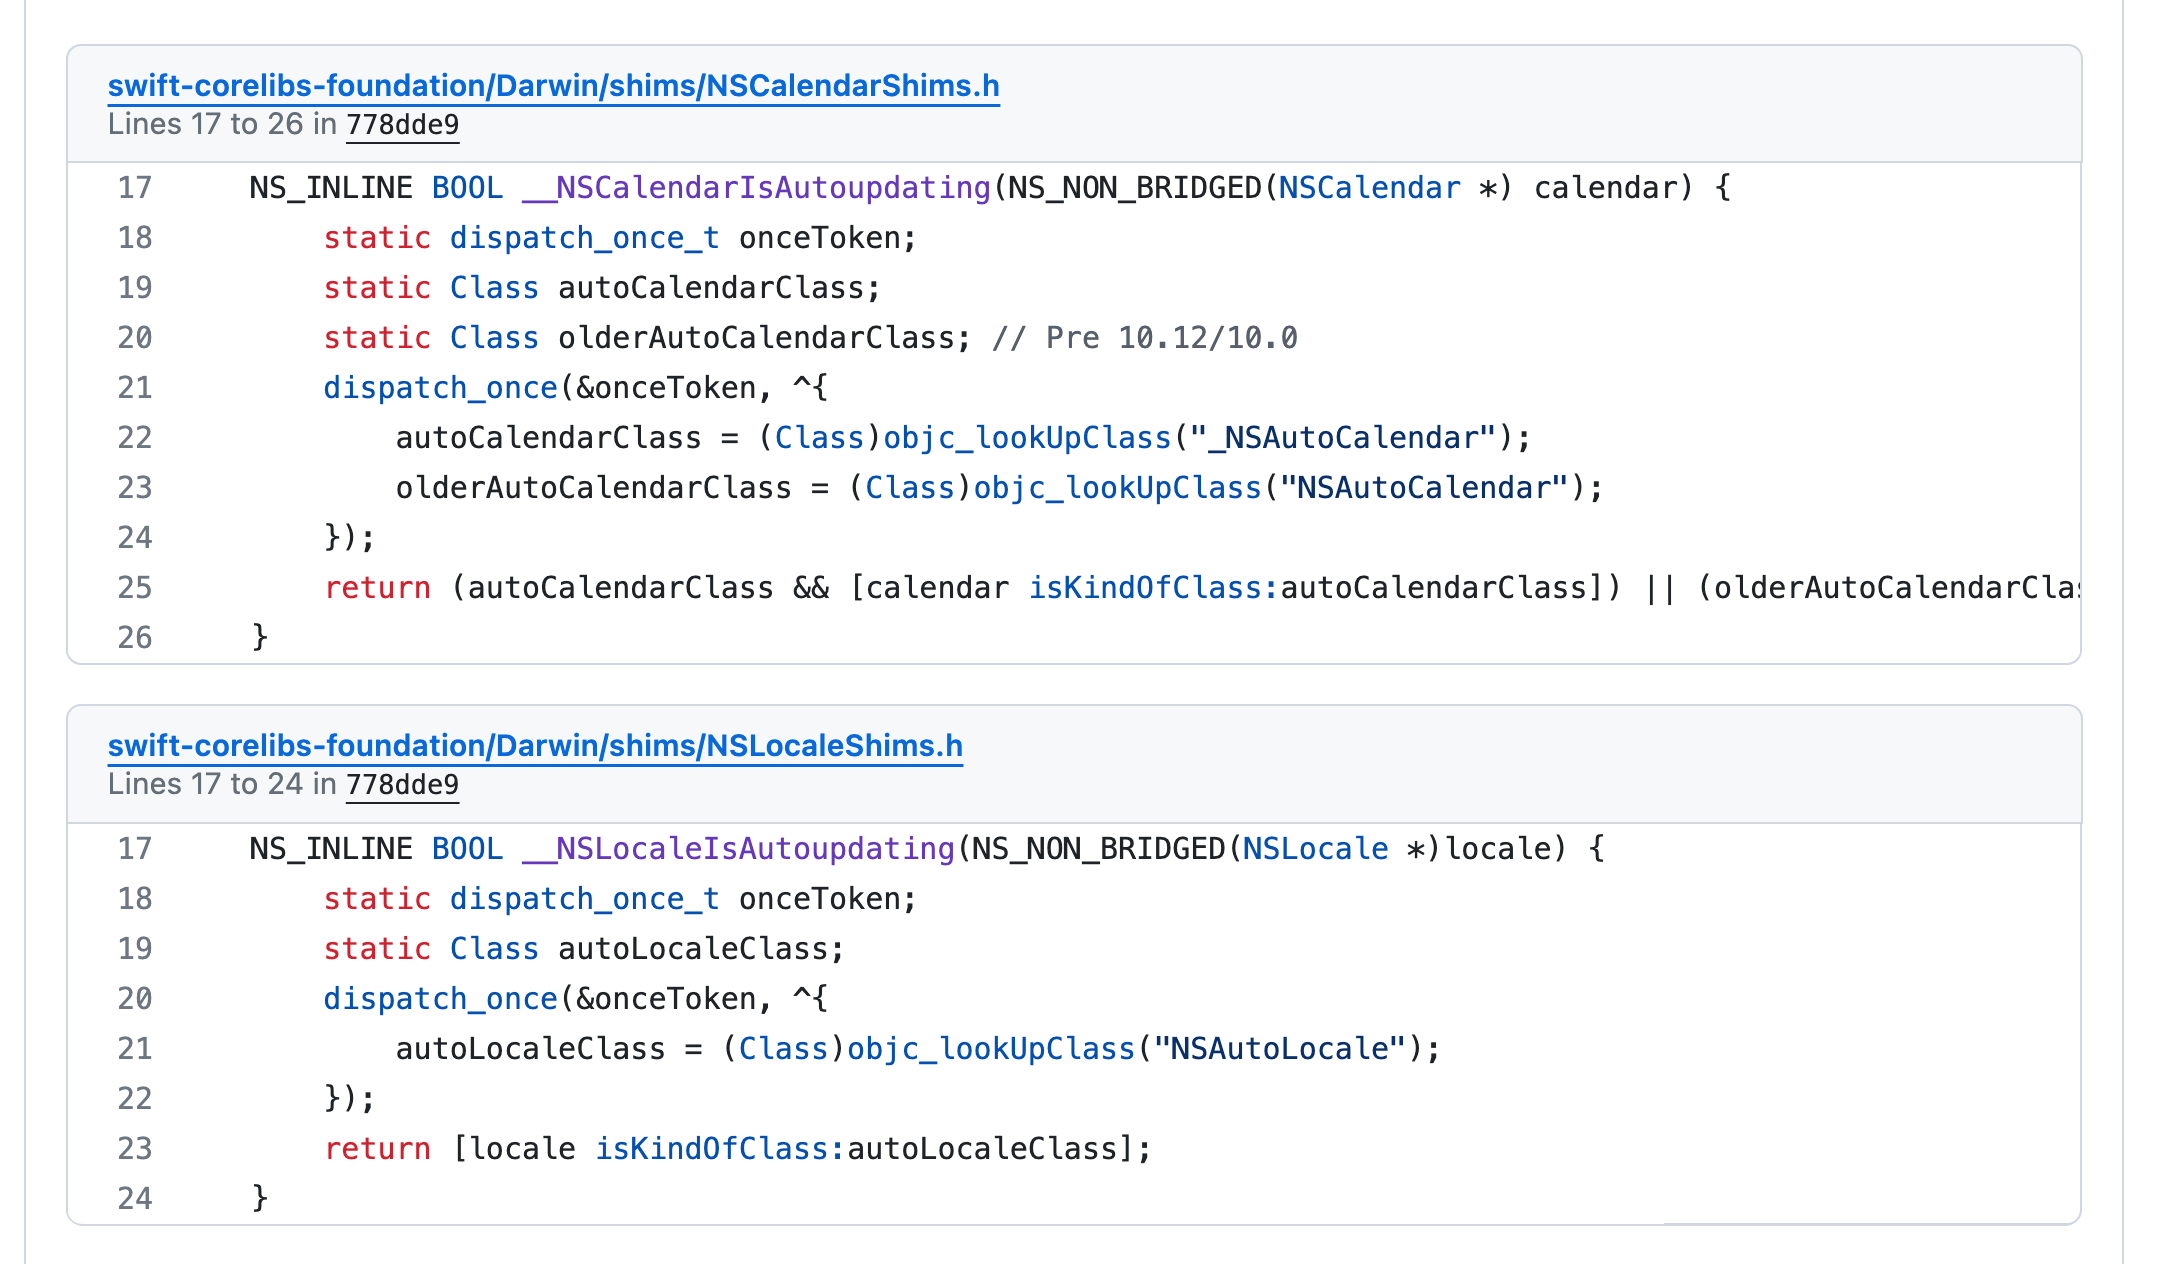 swift-corelibs-foundation/Darwin/shims/NSCalendarShims.h
Lines 17 to 26 in 778dde9
17 NS_INLINE BOOL __NSCalendarIsAutoupdating(NS_NON_BRIDGED(NSCalendar *) calendar) {
18     static dispatch_once_t onceToken;
19     static Class autoCalendarClass;
20     static Class olderAutoCalendarClass; // Pre 10.12/10.0
21     dispatch_once(&onceToken, ^{
22         autoCalendarClass = (Class)objc_lookUpClass("_NSAutoCalendar");
23         olderAutoCalendarClass = (Class)objc_lookUpClass("NSAutoCalendar");
24     });
25     return (autoCalendarClass && [calendar isKindOfClass:autoCalendarClass]) || (olderAutoCalendarClas
26 }
swift-corelibs-foundation/Darwin/shims/NSLocaleShims.h
Lines 17 to 24 in 778dde9
17 NS_INLINE BOOL __NSLocaleIsAutoupdating(NS_NON_BRIDGED(NSLocale *)locale) {
18     static dispatch_once_t onceToken;
19     static Class autoLocaleClass;
20     dispatch_once(&onceToken, ^{
21         autoLocaleClass = (Class)objc_lookUpClass("NSAutoLocale");
22     });
23     return [locale isKindOfClass:autoLocaleClass];
24 }